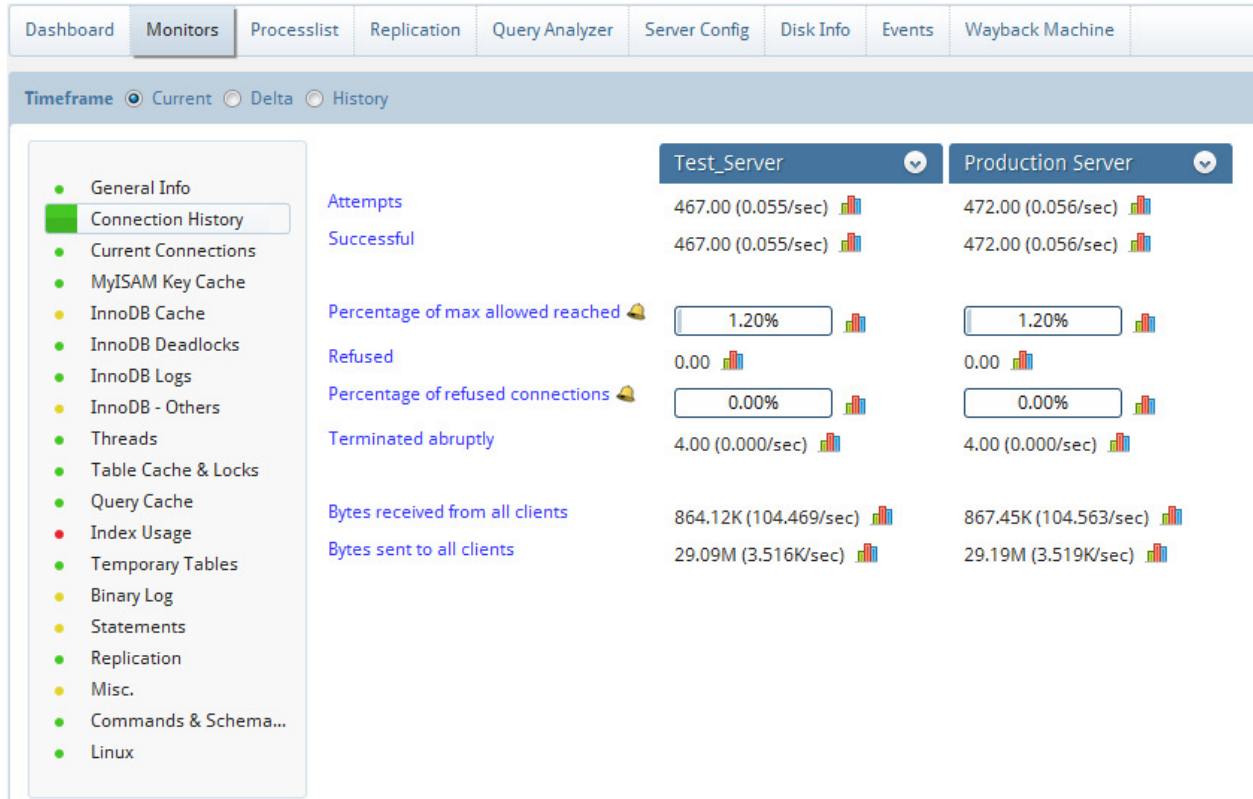 Dashboard Monitors Processlist Replication Query Analyzer Server Config Disk Info Events Wayback Machine
Timeframe Current Delta History
General Info
Connection History
Current Connections
MyISAM Key Cache
InnoDB Cache
InnoDB Deadlocks
InnoDB Logs
InnoDB - Others
Threads
Table Cache & Locks
Query Cache
Index Usage
Temporary Tables
Binary Log
Statements
Replication
Misc.
Commands & Schema...
Linux
Test_Server Production Server
Attempts 467.00 (0.055/sec) 472.00 (0.056/sec)
Successful 467.00 (0.055/sec) 472.00 (0.056/sec)
Percentage of max allowed reached 1.20% 1.20%
Refused 0.00 0.00
Percentage of refused connections 0.00% 0.00%
Terminated abruptly 4.00 (0.000/sec) 4.00 (0.000/sec)
Bytes received from all clients 864.12K (104.469/sec) 867.45K (104.563/sec)
Bytes sent to all clients 29.09M (3.516K/sec) 29.19M (3.519K/sec)